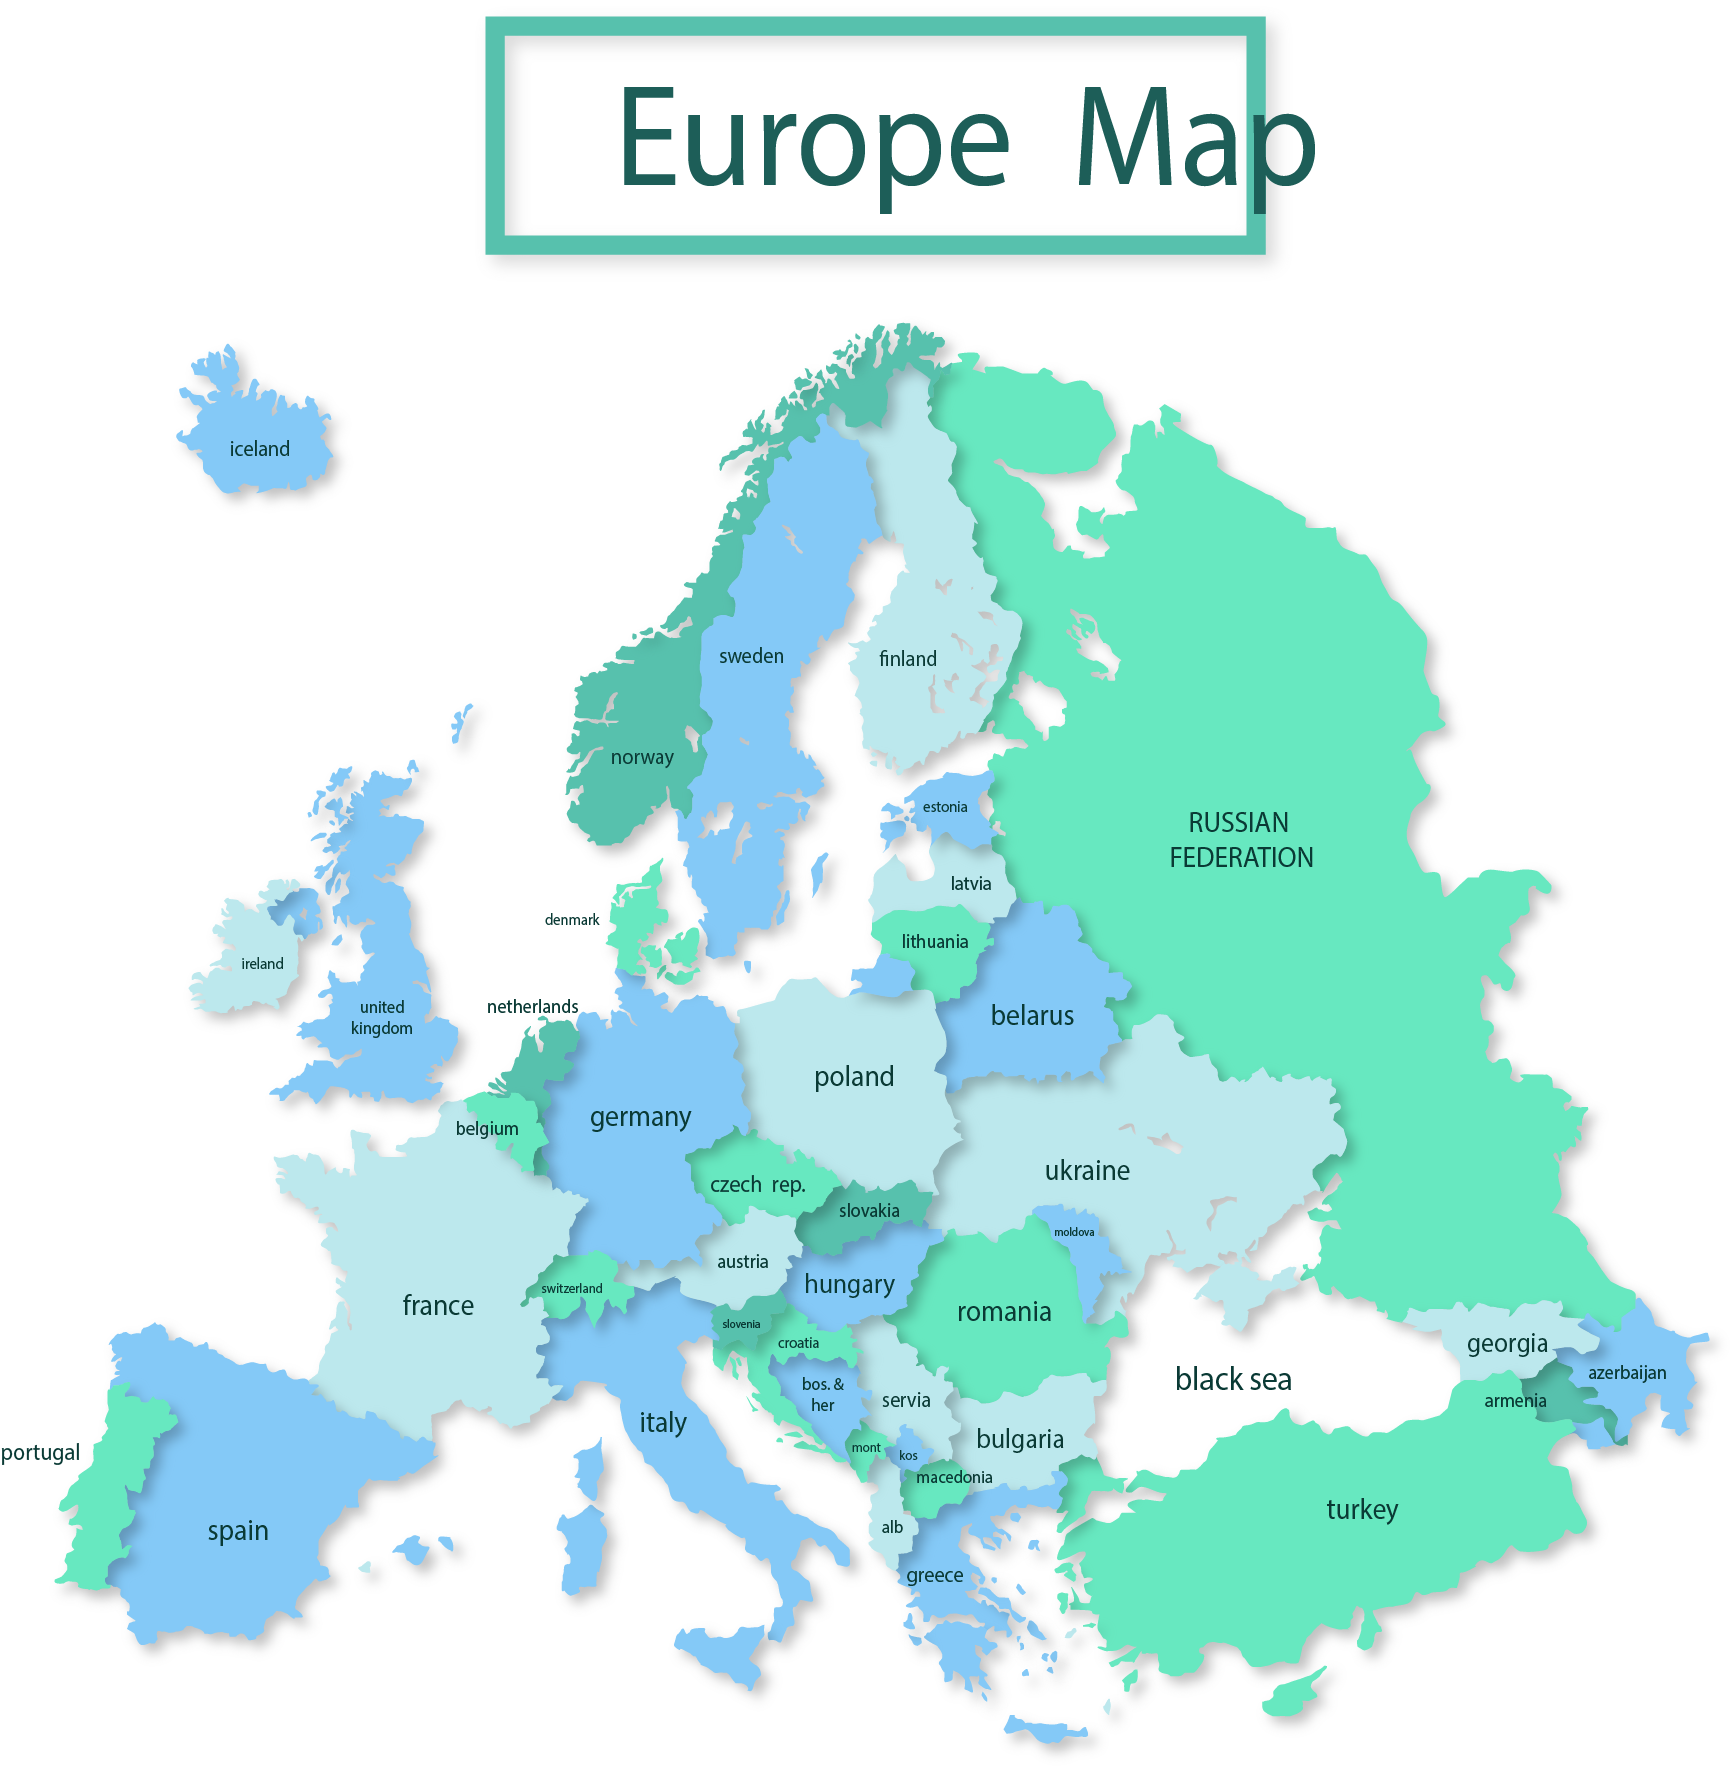 Europe Map
iceland
sweden
finland
norway
estonia
RUSSIAN
FEDERATION
latvia
denmark
lithuania
ireland
netherlands
united
kingdom
belarus
poland
germany
belgium
ukraine
czech rep.
slovakia
moldova
austria
switzerland
hungary
france
romania
slovenia
croatia
georgia
black sea
azerbaijan
bos. &
her
servia
armenia
italy
bulgaria
portugal
mont
kos
macedonia
turkey
spain
alb
greece